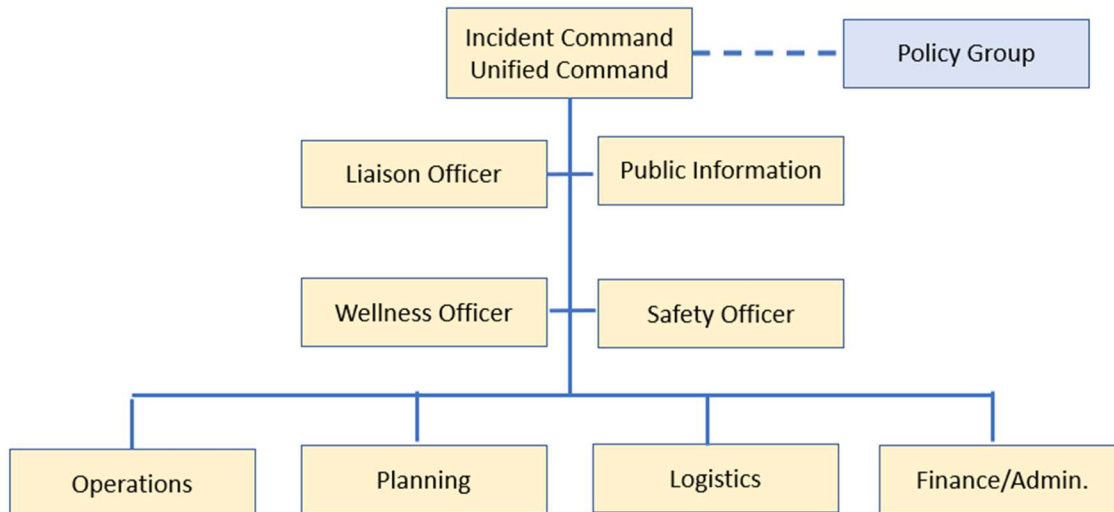 Incident Command
Unified Command
Policy Group
Liaison Officer
Public Information
Wellness Officer
Safety Officer
Operations
Planning
Logistics
Finance/Admin.